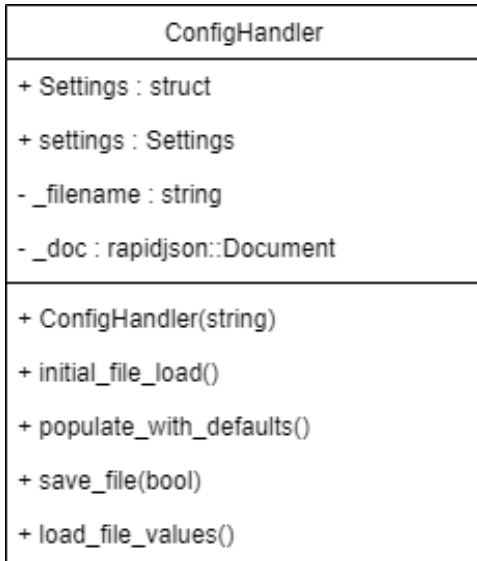 ConfigHandler
+ Settings : struct
+ settings : Settings
- _filename : string
- _doc : rapidjson::Document
+ ConfigHandler(string)
+ initial_file_load()
+ populate_with_defaults()
+ save_file(bool)
+ load_file_values()